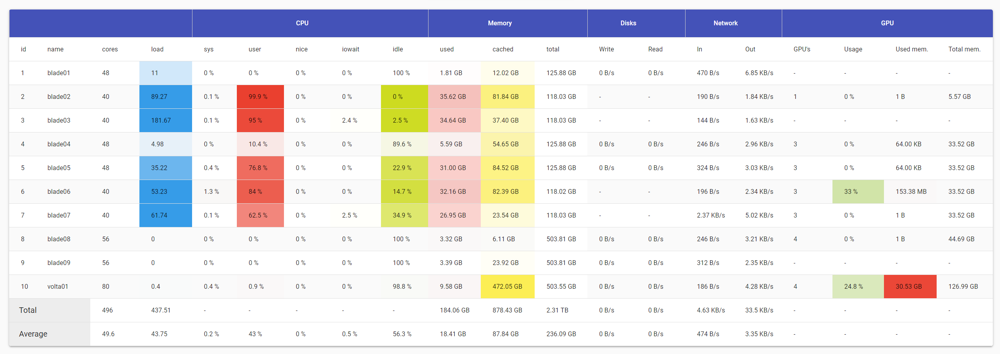 CPU Memory Disks Network GPU
id name cores load sys user nice iowait idle used cached total Write Read In Out GPU's Usage Used mem. Total mem.
1 blade01 48 11 0 % 0 % 0 % 0 % 100 % 1.81 GB 12.02 GB 125.88 GB 0 B/s 0 B/s 470 B/s 6.85 KB/s - - - -
2 blade02 40 89.27 0.1 % 99.9 % 0 % 0 % 0 % 35.62 GB 81.84 GB 118.03 GB - - 190 B/s 1.84 KB/s 1 0 % 1 B 5.57 GB
3 blade03 40 181.67 0.1 % 95 % 0 % 2.4 % 2.5 % 34.64 GB 37.40 GB 118.03 GB - - 144 B/s 1.63 KB/s - - - -
4 blade04 48 4.98 0 % 10.4 % 0 % 0 % 89.6 % 5.59 GB 54.65 GB 125.88 GB 0 B/s 0 B/s 246 B/s 2.96 KB/s 3 0 % 64.00 KB 33.52 GB
5 blade05 48 35.22 0.4 % 76.8 % 0 % 0 % 22.9 % 31.00 GB 84.52 GB 125.88 GB 0 B/s 0 B/s 324 B/s 3.03 KB/s 3 0 % 64.00 KB 33.52 GB
6 blade06 40 53.23 1.3 % 84 % 0 % 0 % 14.7 % 32.16 GB 82.39 GB 118.02 GB - - 196 B/s 2.34 KB/s 3 33 % 153.38 MB 33.52 GB
7 blade07 40 61.74 0.1 % 62.5 % 0 % 2.5 % 34.9 % 26.95 GB 23.54 GB 118.03 GB - - 2.37 KB/s 5.02 KB/s 3 0 % 1 B 33.52 GB
8 blade08 56 0 0 % 0 % 0 % 0 % 100 % 3.32 GB 6.11 GB 503.81 GB 0 B/s 0 B/s 246 B/s 3.21 KB/s 4 0 % 1 B 44.69 GB
9 blade09 56 0 0 % 0 % 0 % 0 % 100 % 3.39 GB 23.92 GB 503.81 GB 0 B/s 0 B/s 312 B/s 2.35 KB/s - - - -
10 volta01 80 0.4 0.4 % 0.9 % 0 % 0 % 98.8 % 9.58 GB 472.05 GB 503.55 GB 0 B/s 0 B/s 186 B/s 4.28 KB/s 4 24.8 % 30.53 GB 126.99 GB
Total 496 437.51 - - - - - 184.06 GB 878.43 GB 2.31 TB 0 B/s 0 B/s 4.63 KB/s 33.5 KB/s - - - -
Average 49.6 43.75 0.2 % 43 % 0 % 0.5 % 56.3 % 18.41 GB 87.84 GB 236.09 GB 0 B/s 0 B/s 474 B/s 3.35 KB/s - - - -